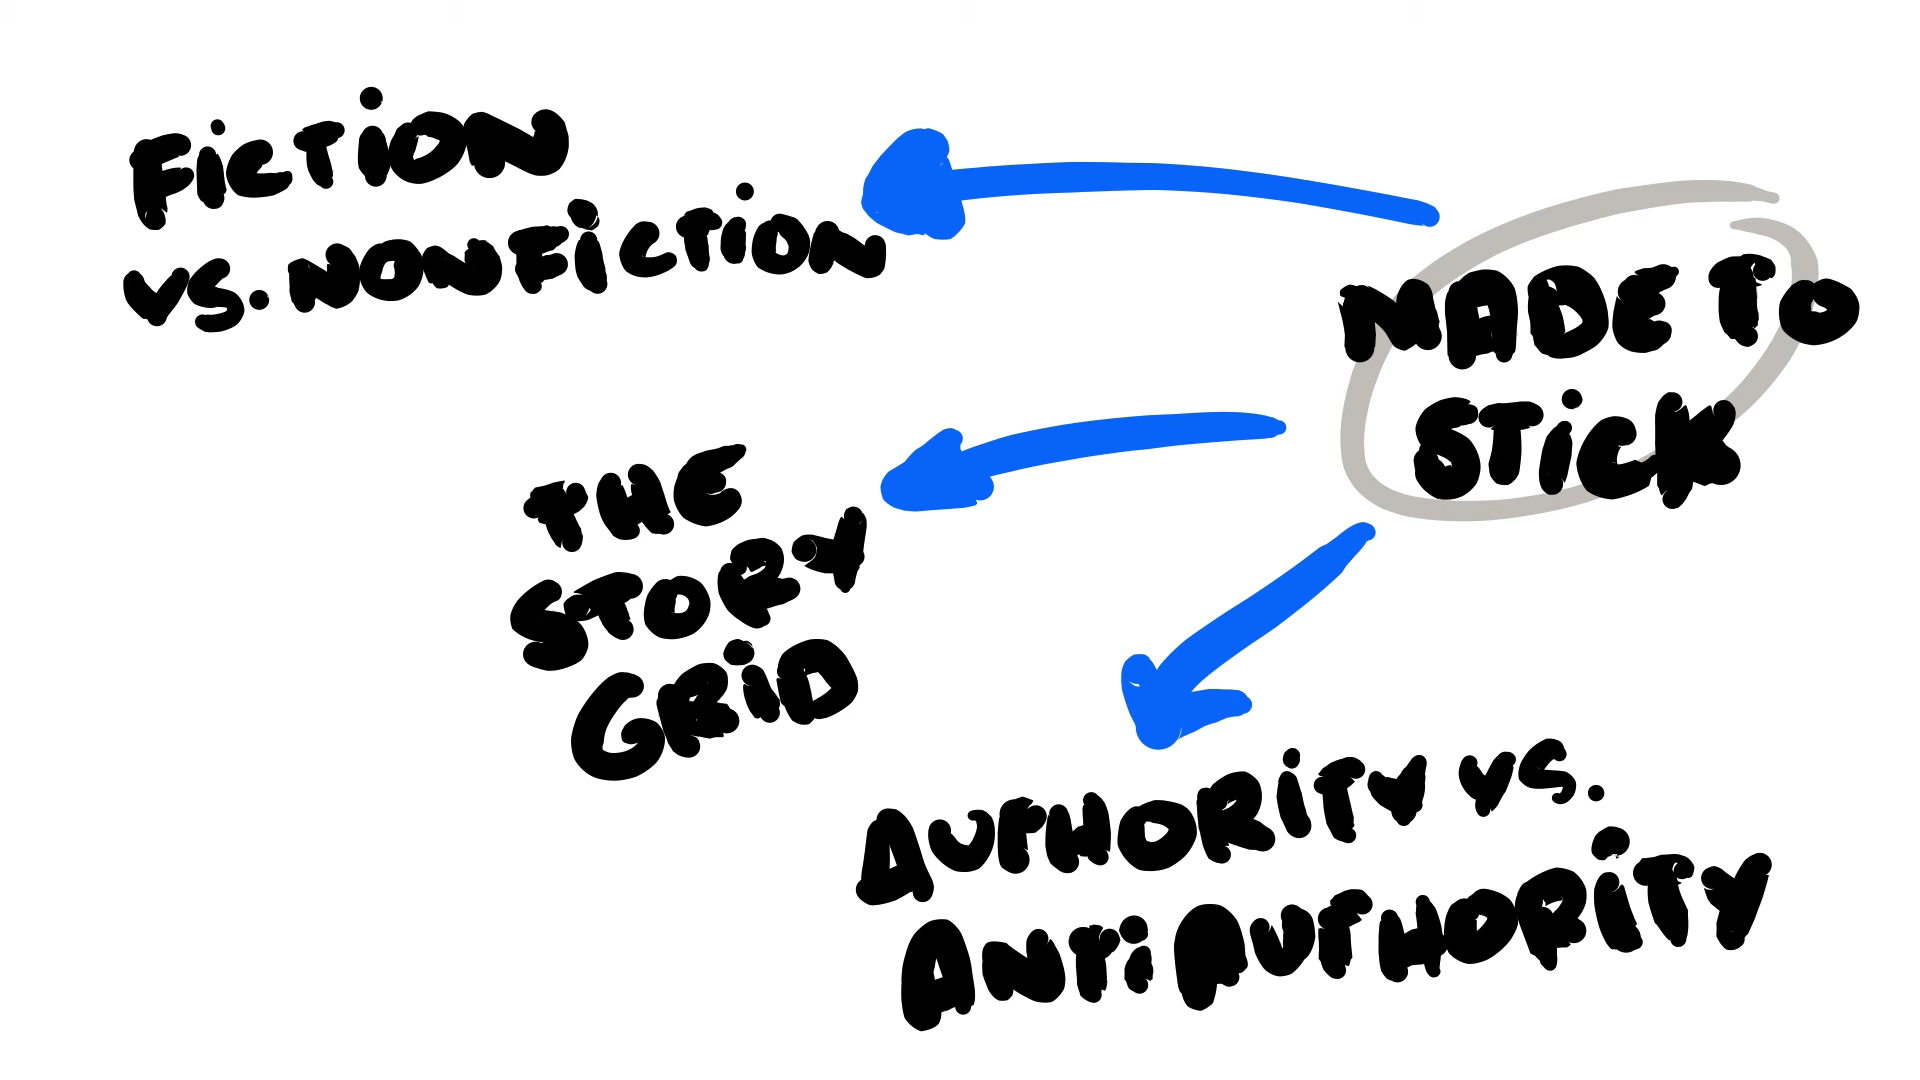 FiCTiON
VS. NONFiCTiON
MADE TO
STiCK
THE
STORY
GRiD
AUTHORiTY VS.
ANTiAUTHORiTY